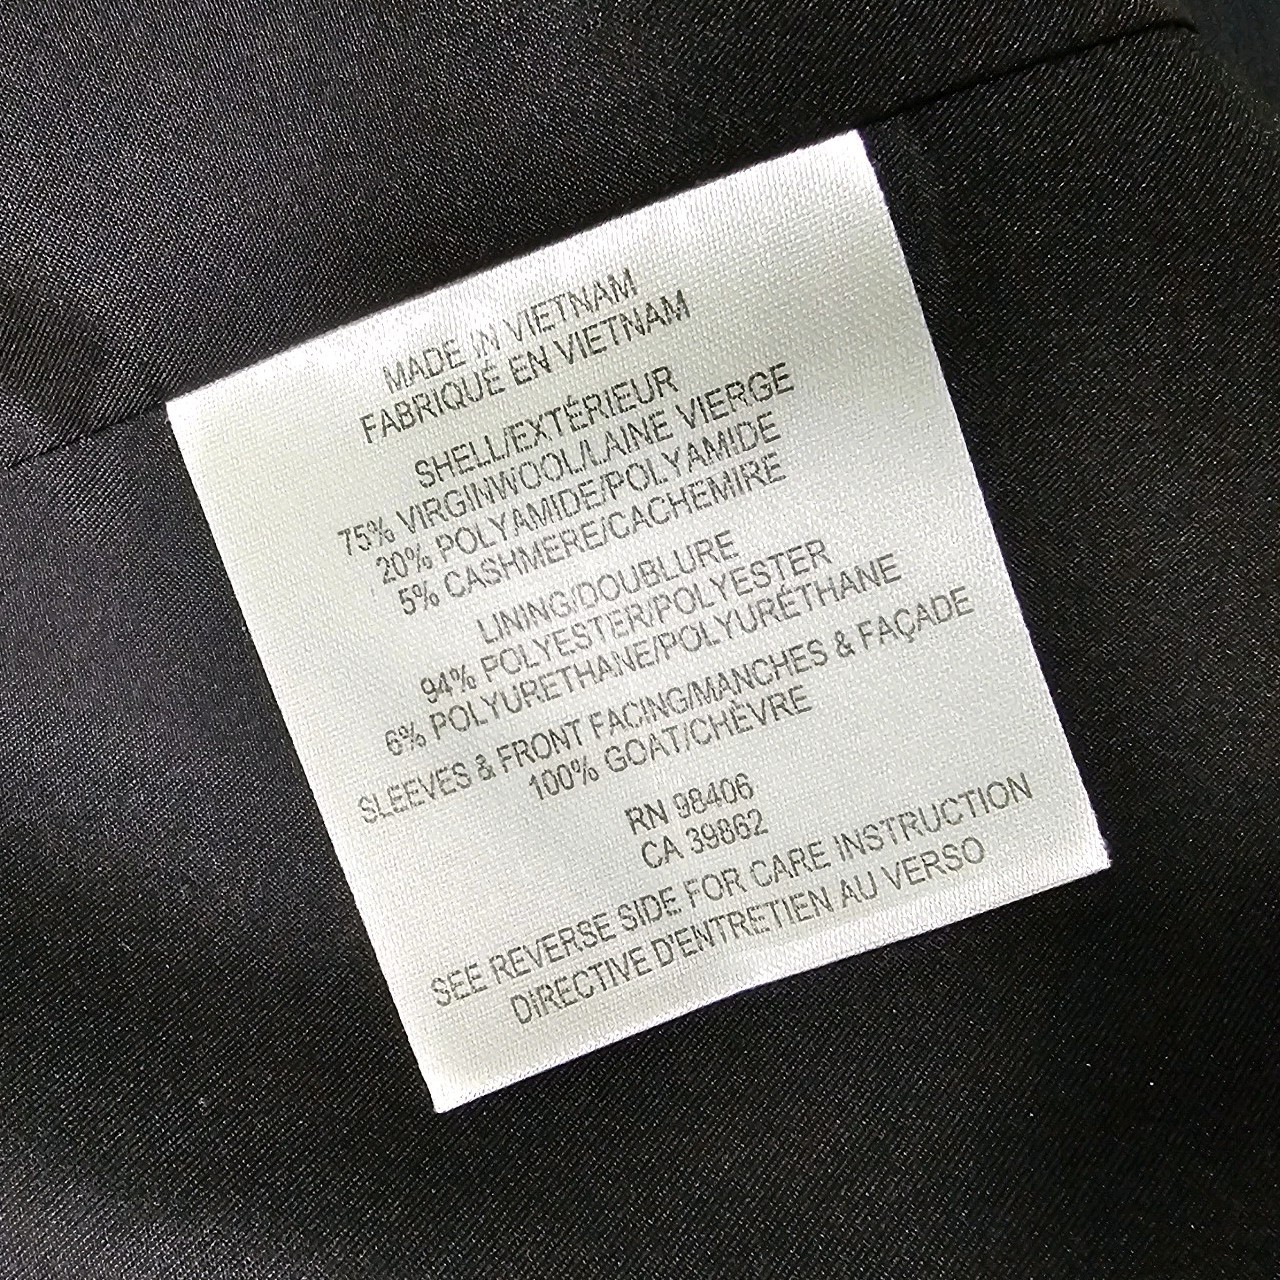 MADE IN VIETNAM
FABRIQUÉ EN VIETNAM
SHELL/EXTÉRIEUR
75% VIRGINWOOL/LAINE VIERGE
20% POLYAMIDE/POLYAMIDE
5% CASHMERE/CACHEMIRE
LINING/DOUBLURE
94% POLYESTER/POLYESTER
6% POLYURETHANE/POLYURÉTHANE
SLEEVES & FRONT FACING/MANCHES & FAÇADE
100% GOAT/CHÈVRE
RN 98406
CA 39862
SEE REVERSE SIDE FOR CARE INSTRUCTION
DIRECTIVE D'ENTRETIEN AU VERSO